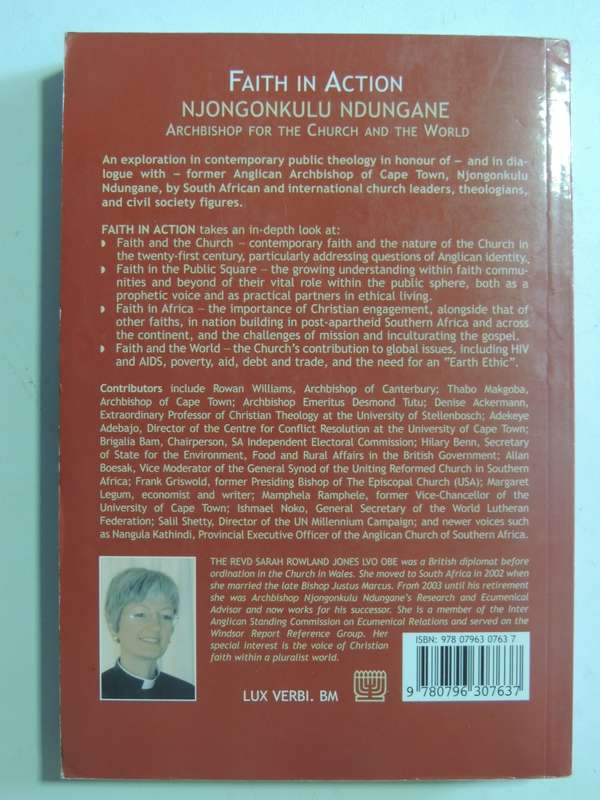 FAITH IN ACTION
NJONGONKULU NDUNGANE
ARCHBISHOP FOR THE CHURCH AND THE WORLD
An exploration in contemporary public theology in honour of – and in dia-
logue with – former Anglican Archbishop of Cape Town, Njongonkulu
Ndungane, by South African and international church leaders, theologians,
and civil society figures.
FAITH IN ACTION takes an in-depth look at:
Faith and the Church – contemporary faith and the nature of the Church in
the twenty-first century, particularly addressing questions of Anglican identity.
Faith in the Public Square – the growing understanding within faith commu-
nities and beyond of their vital role within the public sphere, both as a
prophetic voice and as practical partners in ethical living.
Faith in Africa – the importance of Christian engagement, alongside that of
other faiths, in nation building in post-apartheid Southern Africa and across
the continent, and the challenges of mission and inculturating the gospel.
Faith and the World – the Church's contribution to global issues, including HIV
and AIDS, poverty, aid, debt and trade, and the need for an "Earth Ethic".
Contributors include Rowan Williams, Archbishop of Canterbury; Thabo Makgoba,
Archbishop of Cape Town; Archbishop Emeritus Desmond Tutu; Denise Ackermann,
Extraordinary Professor of Christian Theology at the University of Stellenbosch; Adekeye
Adebajo, Director of the Centre for Conflict Resolution at the University of Cape Town;
Brigalia Bam, Chairperson, SA Independent Electoral Commission; Hilary Benn, Secretary
of State for the Environment, Food and Rural Affairs in the British Government; Allan
Boesak, Vice Moderator of the General Synod of the Uniting Reformed Church in Southern
Africa; Frank Griswold, former Presiding Bishop of The Episcopal Church (USA); Margaret
Legum, economist and writer; Mamphela Ramphele, former Vice-Chancellor of the
University of Cape Town; Ishmael Noko, General Secretary of the World Lutheran
Federation; Salil Shetty, Director of the UN Millennium Campaign; and newer voices such
as Nangula Kathindi, Provincial Executive Officer of the Anglican Church of Southern Africa.
THE REVD SARAH ROWLAND JONES LVO OBE was a British diplomat before
ordination in the Church in Wales. She moved to South Africa in 2002 when
she married the late Bishop Justus Marcus. From 2003 until his retirement
she was Archbishop Njongonkulu Ndungane's Research and Ecumenical
Advisor and now works for his successor. She is a member of the Inter
Anglican Standing Commission on Ecumenical Relations and served on the
Windsor Report Reference Group. Her
special interest is the voice of Christian
faith within a pluralist world.
ISBN: 978 07963 0763 7
9 780796 307637
LUX VERBI. BM